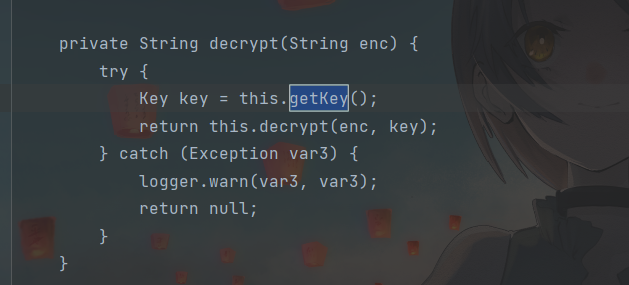 private String decrypt(String enc) {
    try {
        Key key = this.getKey();
        return this.decrypt(enc, key);
    } catch (Exception var3) {
        logger.warn(var3, var3);
        return null;
    }
}